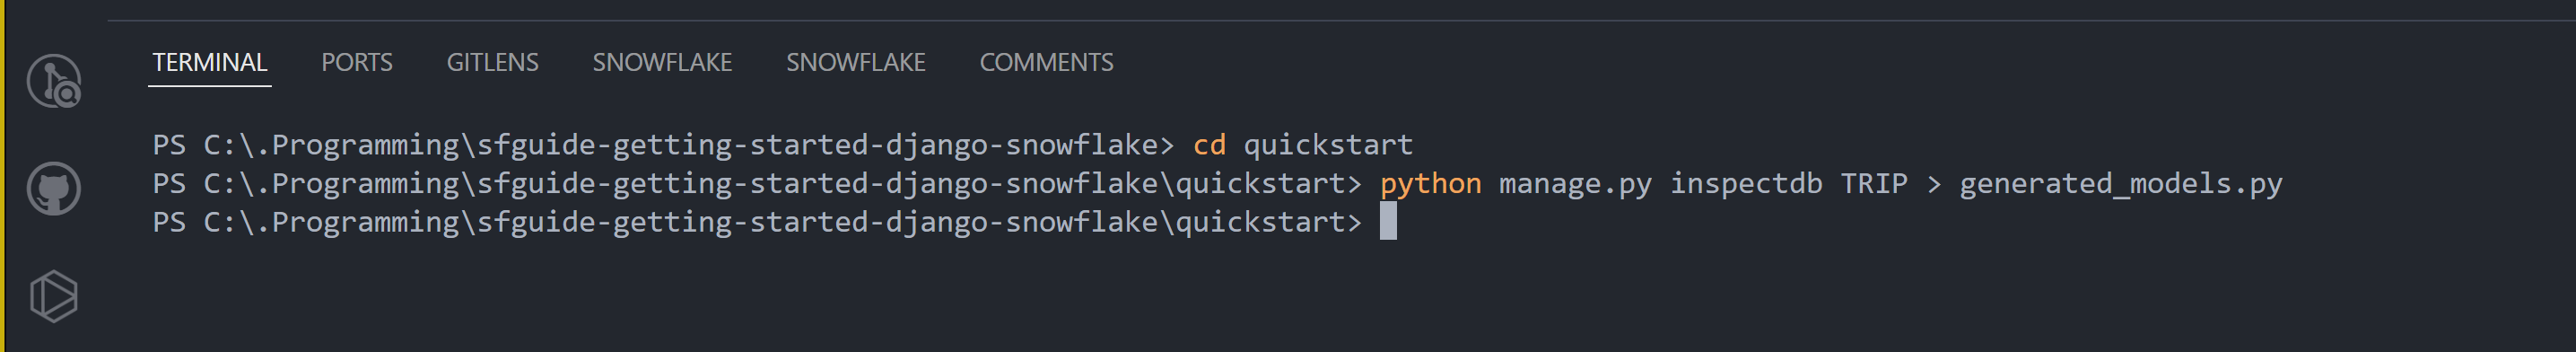 TERMINAL PORTS GITLENS SNOWFLAKE SNOWFLAKE COMMENTS
PS C:\.Programming\sfguide-getting-started-django-snowflake> cd quickstart
PS C:\.Programming\sfguide-getting-started-django-snowflake\quickstart> python manage.py inspectdb TRIP > generated_models.py
PS C:\.Programming\sfguide-getting-started-django-snowflake\quickstart>